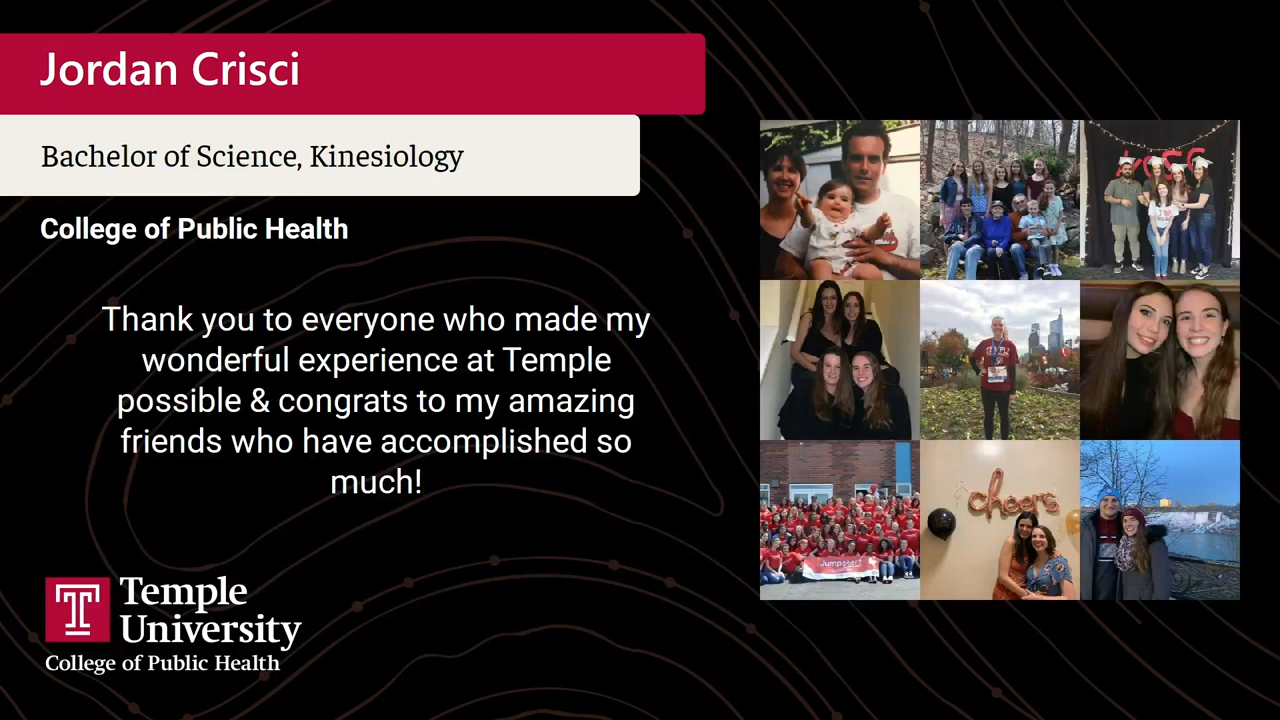 Jordan Crisci
Bachelor of Science, Kinesiology
College of Public Health
Thank you to everyone who made my
wonderful experience at Temple
possible & congrats to my amazing
friends who have accomplished so
much!
cheers
Jumpstart
T Temple
University
College of Public Health